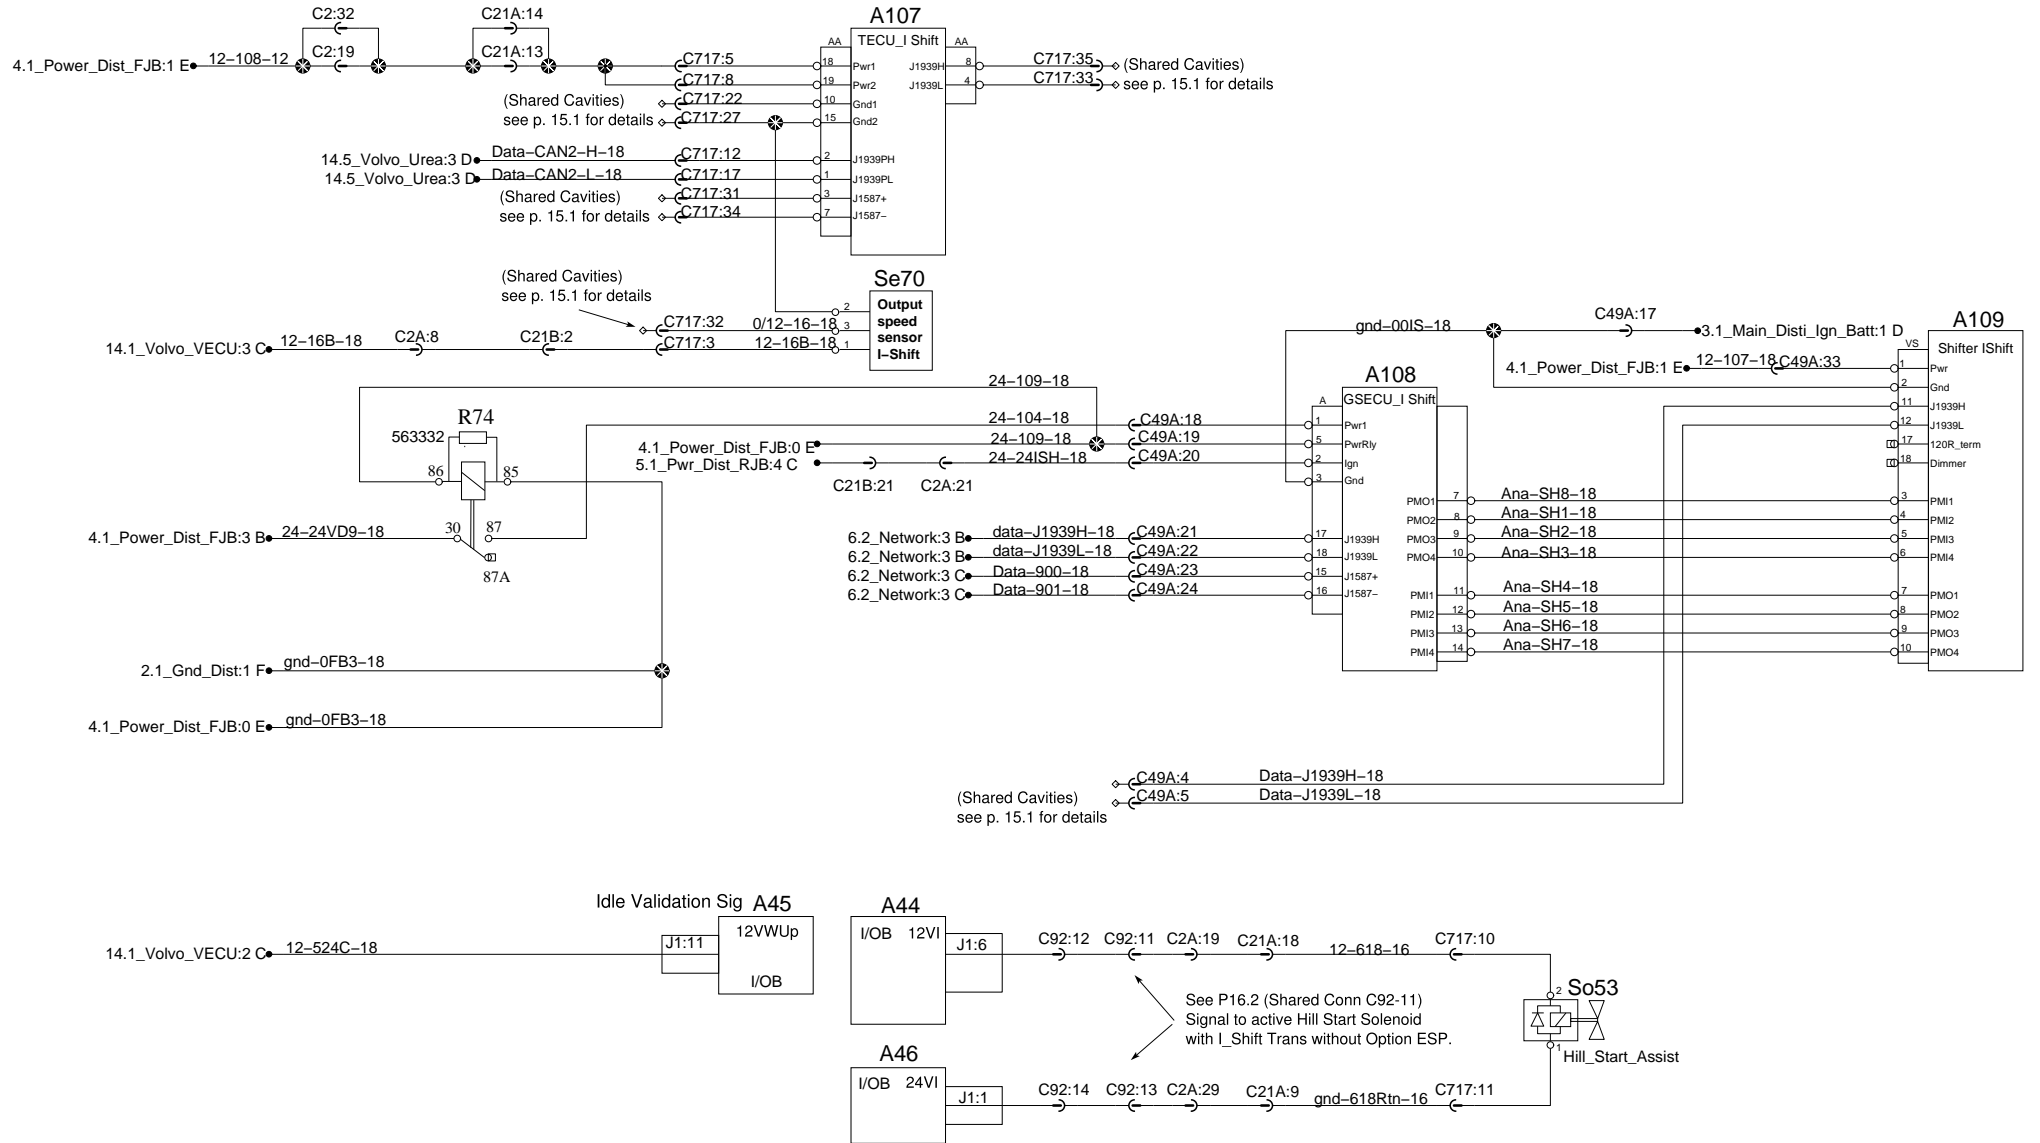 C2:32
C21A:14
A107
4.1_Power_Dist_FJB:1 E
12–108–12
C2:19
C21A:13
AA
TECU_I Shift
AA
C717:5
18
Pwr1
J1939H
8
C717:35
(Shared Cavities)
C717:8
19
Pwr2
J1939L
4
C717:33
see p. 15.1 for details
(Shared Cavities)
C717:22
10
Gnd1
see p. 15.1 for details
C717:27
15
Gnd2
14.5_Volvo_Urea:3 D
Data–CAN2–H–18
C717:12
2
J1939PH
14.5_Volvo_Urea:3 D
Data–CAN2–L–18
C717:17
1
J1939PL
(Shared Cavities)
C717:31
3
J1587+
see p. 15.1 for details
C717:34
7
J1587–
(Shared Cavities)
see p. 15.1 for details
Se70
2
Output
speed
sensor
I–Shift
C717:32
0/12–16–18
3
14.1_Volvo_VECU:3 C
12–16B–18
C2A:8
C21B:2
C717:3
12–16B–18
1
gnd–00IS–18
C49A:17
3.1_Main_Disti_Ign_Batt:1 D
A109
VS
Shifter IShift
4.1_Power_Dist_FJB:1 E
12–107–18
C49A:33
1
Pwr
2
Gnd
11
J1939H
12
J1939L
17
120R_term
18
Dimmer
3
PMI1
4
PMI2
5
PMI3
6
PMI4
7
PMO1
8
PMO2
9
PMO3
10
PMO4
24–109–18
A108
A
GSECU_I Shift
R74
563332
86
85
24–104–18
C49A:18
1
Pwr1
4.1_Power_Dist_FJB:0 E
24–109–18
C49A:19
5
PwrRly
5.1_Pwr_Dist_RJB:4 C
24–24ISH–18
C49A:20
2
Ign
C21B:21
C2A:21
3
Gnd
PMO1
7
Ana–SH8–18
PMO2
8
Ana–SH1–18
PMO3
9
Ana–SH2–18
PMO4
10
Ana–SH3–18
PMI1
11
Ana–SH4–18
PMI2
12
Ana–SH5–18
PMI3
13
Ana–SH6–18
PMI4
14
Ana–SH7–18
4.1_Power_Dist_FJB:3 B
24–24VD9–18
30
87
87A
6.2_Network:3 B
data–J1939H–18
C49A:21
17
J1939H
6.2_Network:3 B
data–J1939L–18
C49A:22
18
J1939L
6.2_Network:3 C
Data–900–18
C49A:23
15
J1587+
6.2_Network:3 C
Data–901–18
C49A:24
16
J1587–
2.1_Gnd_Dist:1 F
gnd–0FB3–18
4.1_Power_Dist_FJB:0 E
gnd–0FB3–18
C49A:4
Data–J1939H–18
(Shared Cavities)
C49A:5
Data–J1939L–18
see p. 15.1 for details
Idle Validation Sig
A45
14.1_Volvo_VECU:2 C
12–524C–18
J1:11
12VWUp
I/OB
A44
I/OB
12VI
J1:6
C92:12
C92:11
C2A:19
C21A:18
12–618–16
C717:10
See P16.2 (Shared Conn C92-11)
Signal to active Hill Start Solenoid
with I_Shift Trans without Option ESP.
2
So53
1
Hill_Start_Assist
A46
I/OB
24VI
J1:1
C92:14
C92:13
C2A:29
C21A:9
gnd–618Rtn–16
C717:11